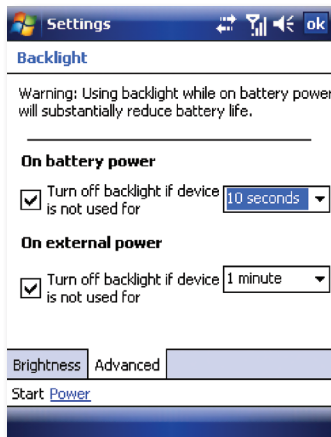 Settings ok
Backlight
Warning: Using backlight while on battery power
will substantially reduce battery life.
On battery power
Turn off backlight if device
is not used for
10 seconds
On external power
Turn off backlight if device
is not used for
1 minute
Brightness Advanced
Start Power